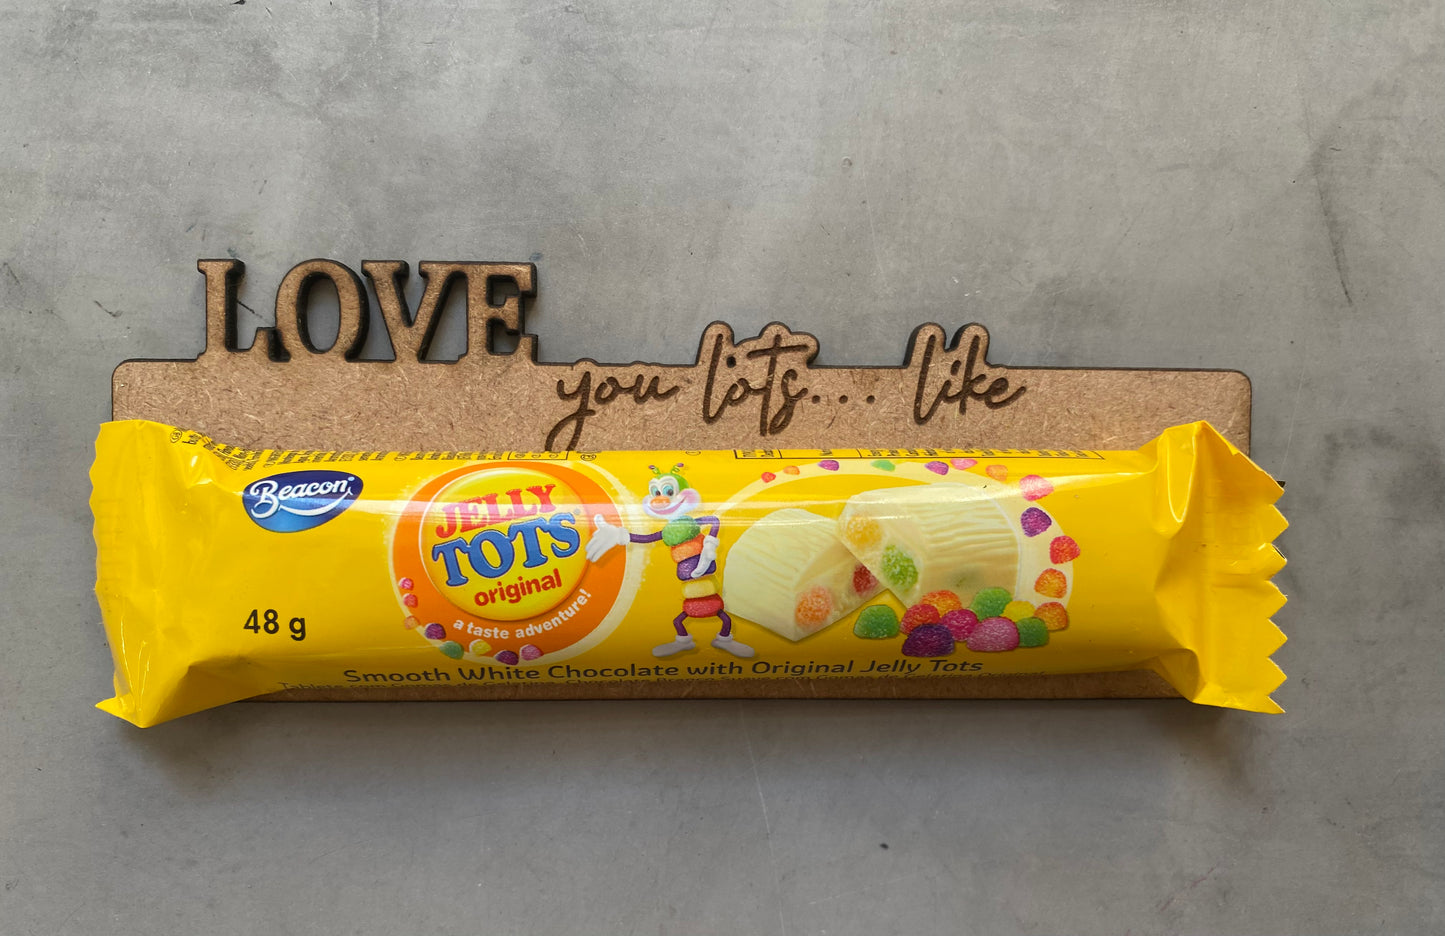 LOVE
you lots... like
Beacon
JELLY
TOTS
original
a taste adventure!
48 g
Smooth White Chocolate with Original Jelly Tots